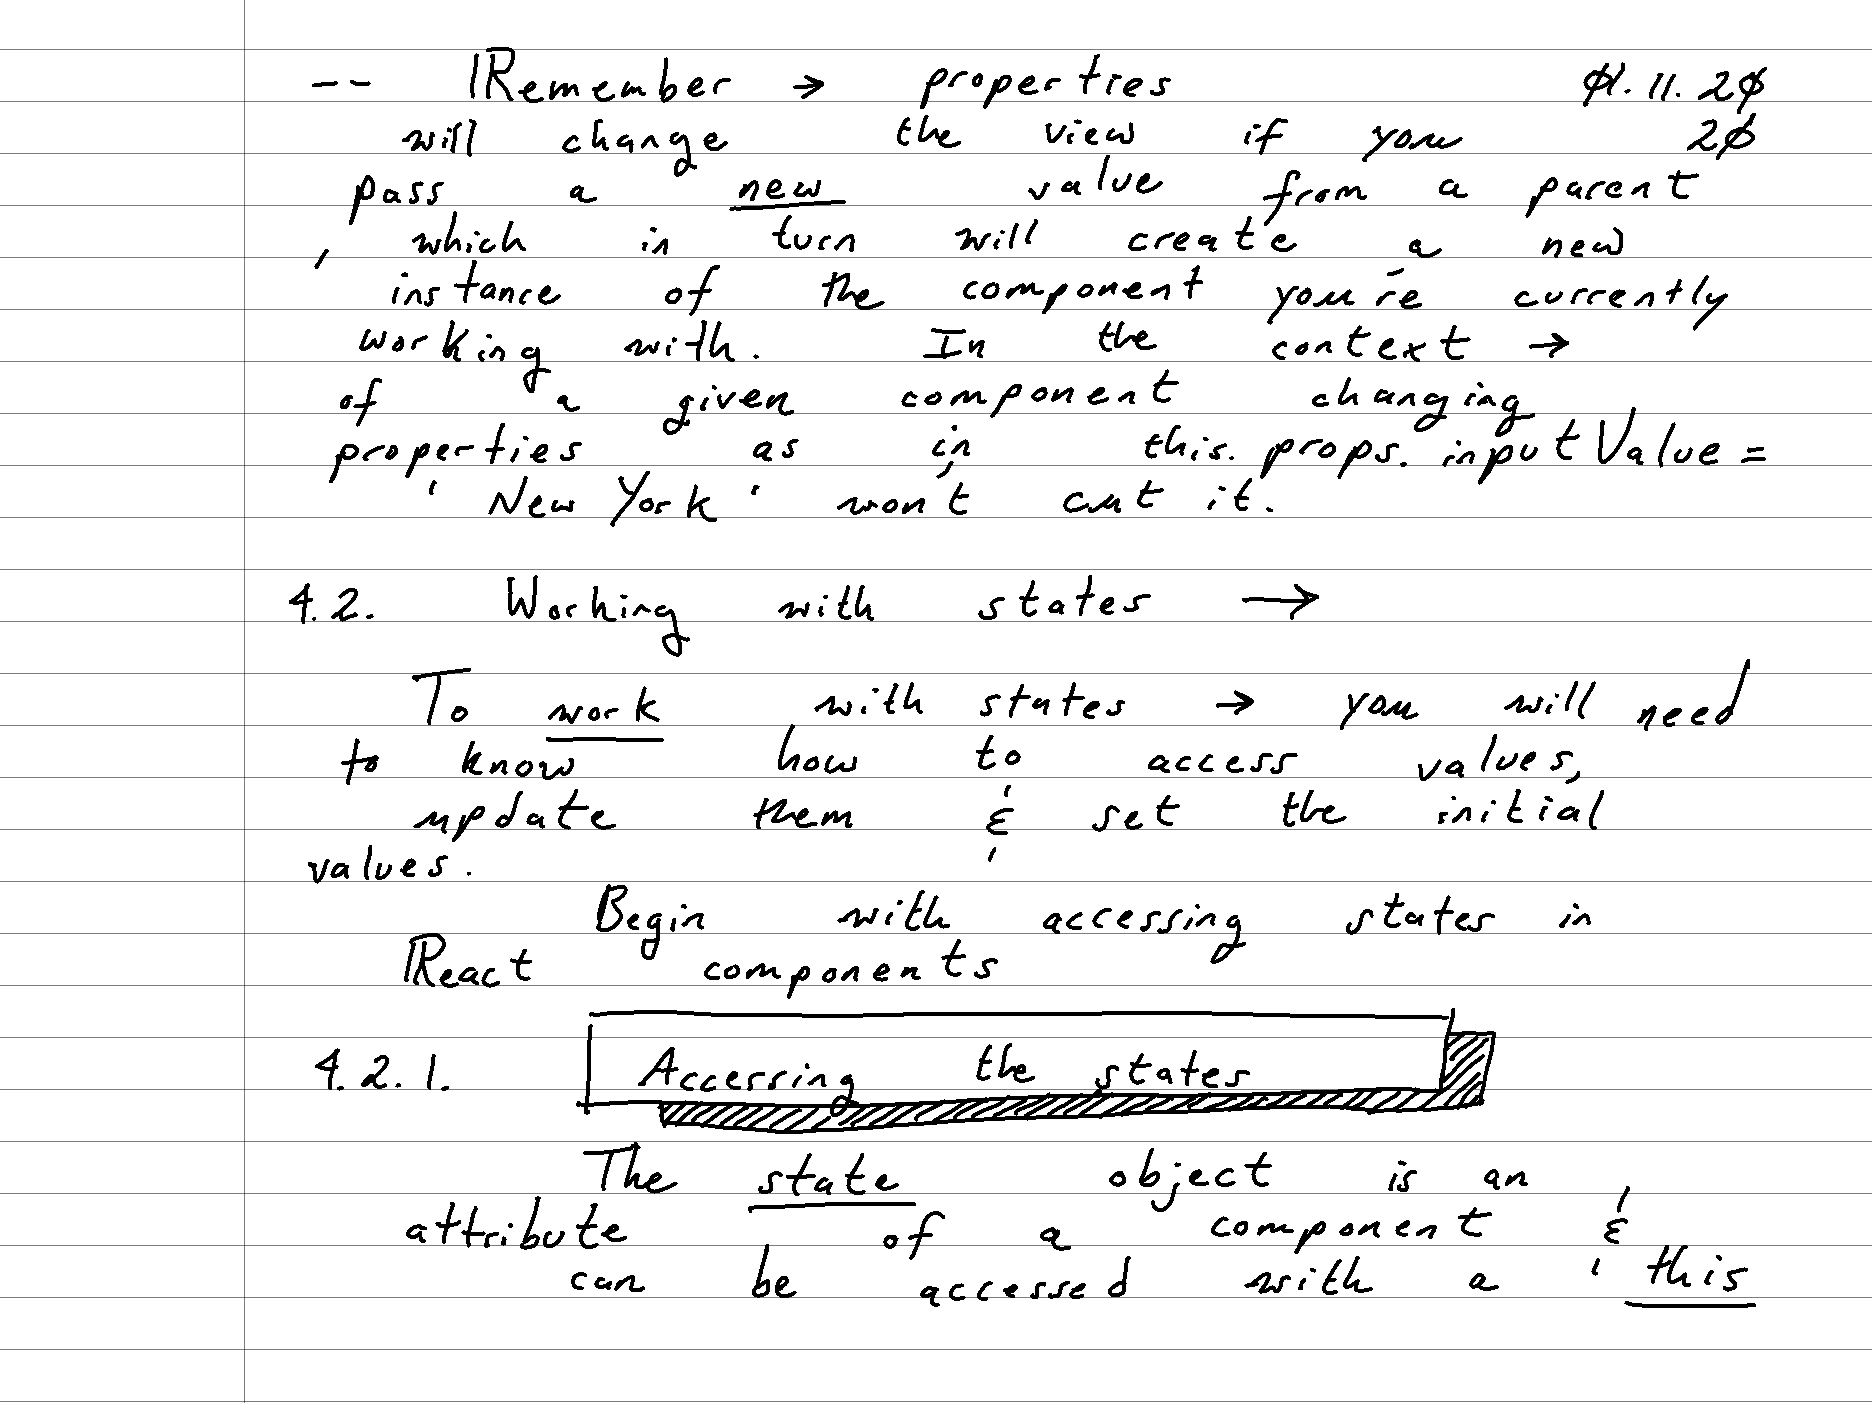 -- Remember → properties 01.11.20
will change the view if you 20
pass a new value from a parent
, which in turn will create a new
instance of the component you're currently
working with. In the context →
of a given component changing
properties as in this.props.inputValue =
'New York' won't cut it.
4.2. Working with states →
To work with states → you will need
to know how to access values,
update them & set the initial
values.
Begin with accessing states in
React components
4.2.1. Accessing the states
The state object is an
attribute of a component &
can be accessed with a 'this